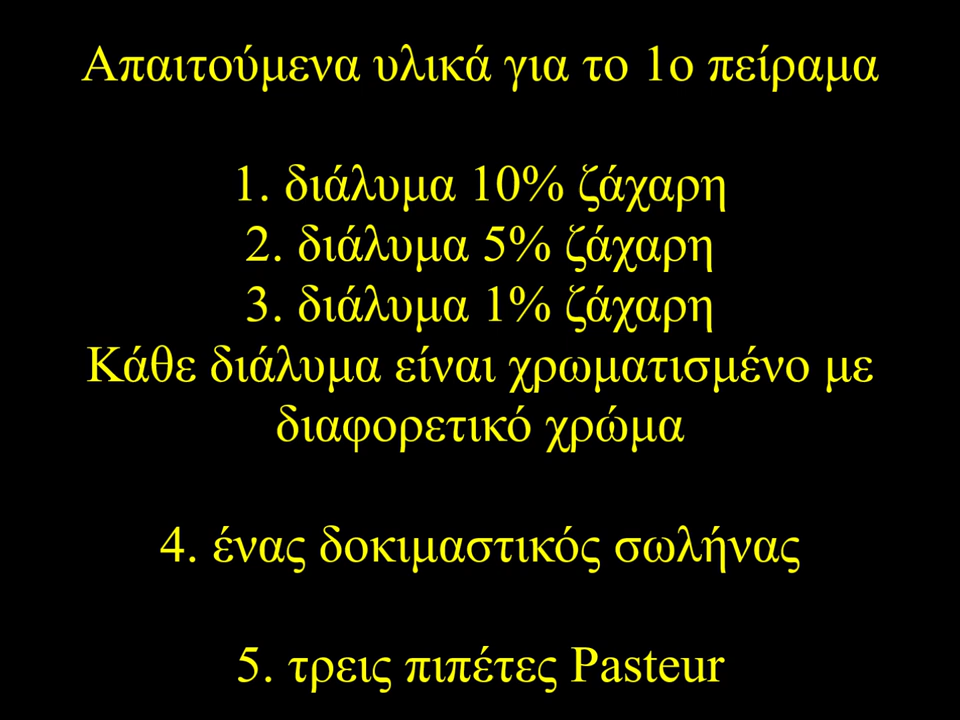 Απαιτούμενα υλικά για το 1ο πείραμα
1. διάλυμα 10% ζάχαρη
2. διάλυμα 5% ζάχαρη
3. διάλυμα 1% ζάχαρη
Κάθε διάλυμα είναι χρωματισμένο με
διαφορετικό χρώμα
4. ένας δοκιμαστικός σωλήνας
5. τρεις πιπέτες Pasteur